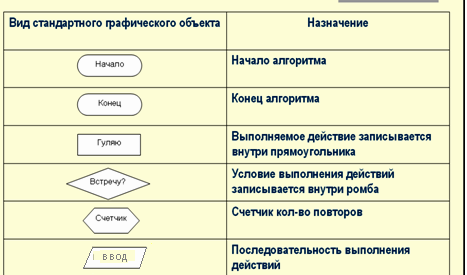 Вид стандартного графического объекта
Назначение
Начало
Начало алгоритма
Конец
Конец алгоритма
Гуляю
Выполняемое действие записывается
внутри прямоугольника
Встречу?
Условие выполнения действий
записывается внутри ромба
Счетчик
Счетчик кол-во повторов
ВВОД
Последовательность выполнения
действий